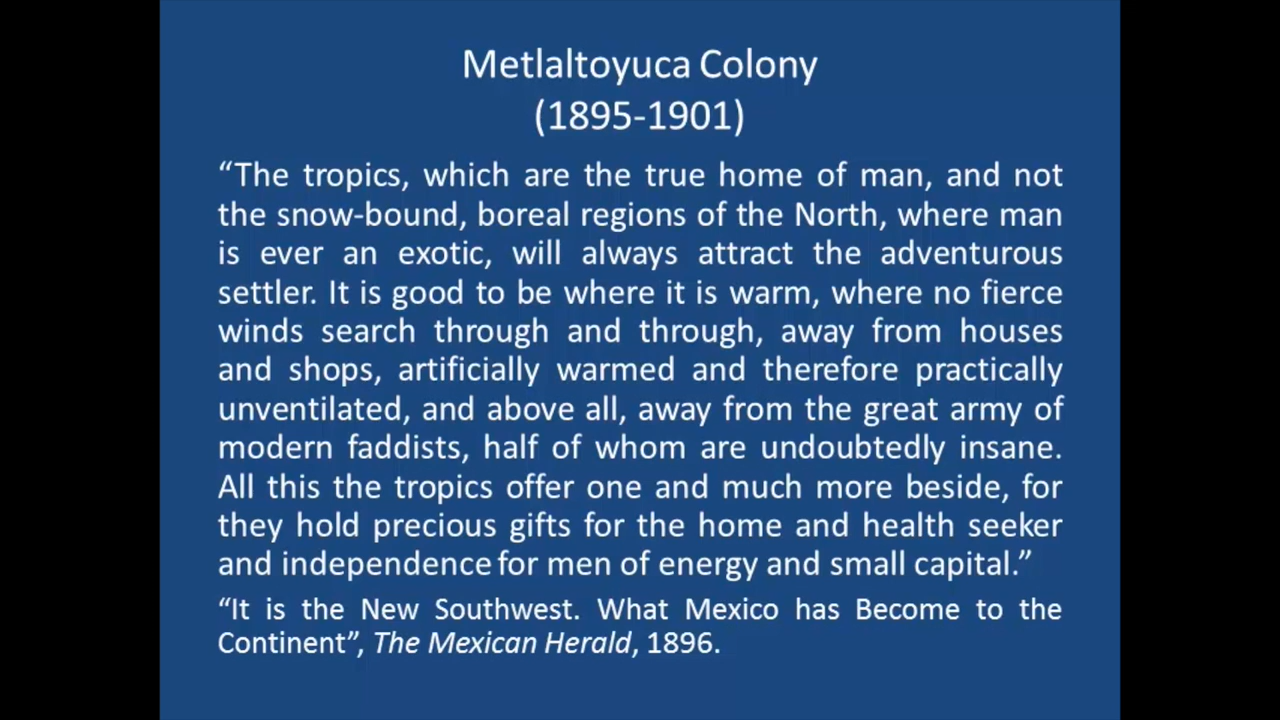 Metlaltoyuca Colony
(1895-1901)
“The tropics, which are the true home of man, and not
the snow-bound, boreal regions of the North, where man
is ever an exotic, will always attract the adventurous
settler. It is good to be where it is warm, where no fierce
winds search through and through, away from houses
and shops, artificially warmed and therefore practically
unventilated, and above all, away from the great army of
modern faddists, half of whom are undoubtedly insane.
All this the tropics offer one and much more beside, for
they hold precious gifts for the home and health seeker
and independence for men of energy and small capital.”
“It is the New Southwest. What Mexico has Become to the
Continent”, The Mexican Herald, 1896.